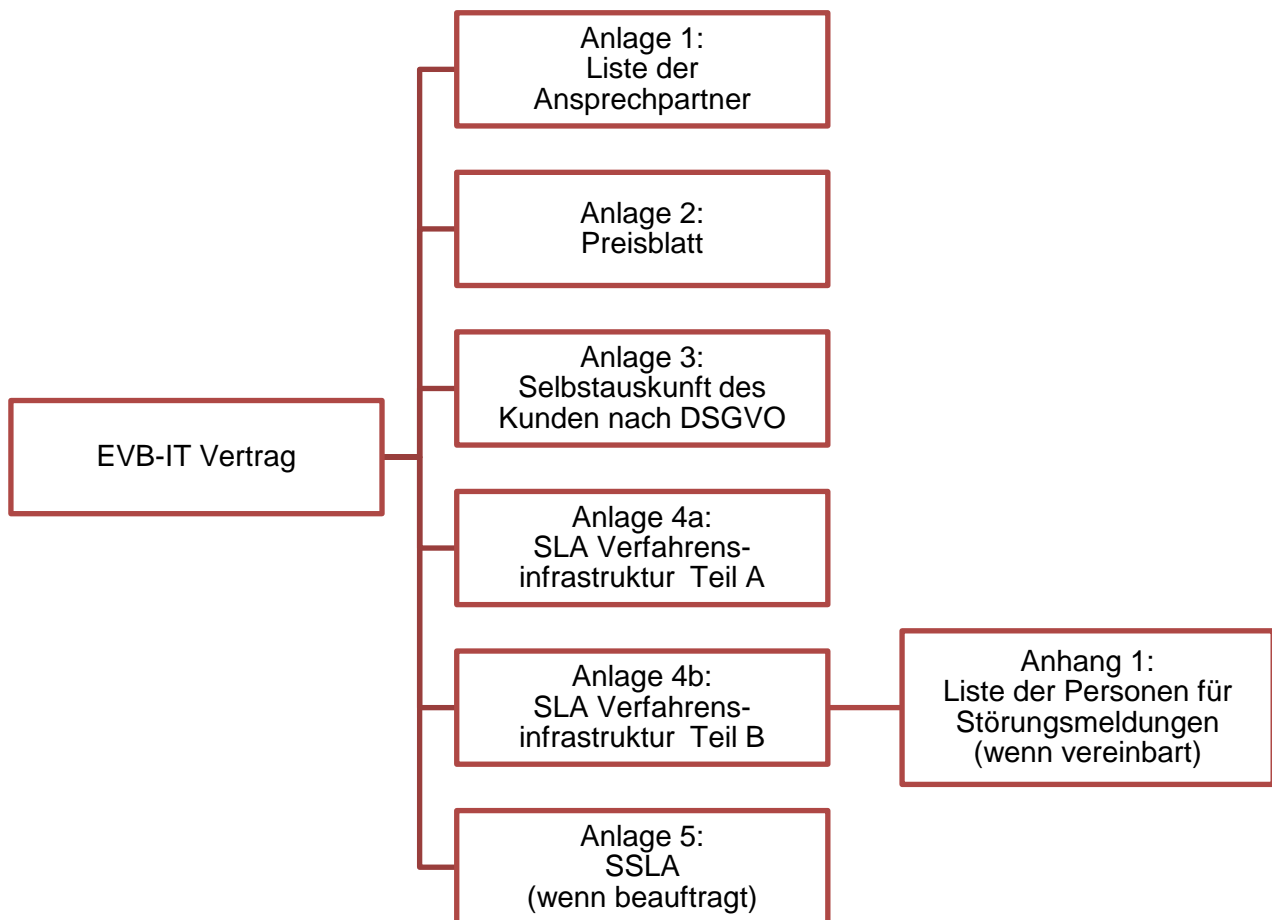 Anlage 1:
Liste der
Ansprechpartner
Anlage 2:
Preisblatt
Anlage 3:
Selbstauskunft des
Kunden nach DSGVO
EVB-IT Vertrag
Anlage 4a:
SLA Verfahrens-
infrastruktur  Teil A
Anlage 4b:
SLA Verfahrens-
infrastruktur  Teil B
Anhang 1:
Liste der Personen für
Störungsmeldungen
(wenn vereinbart)
Anlage 5:
SSLA
(wenn beauftragt)